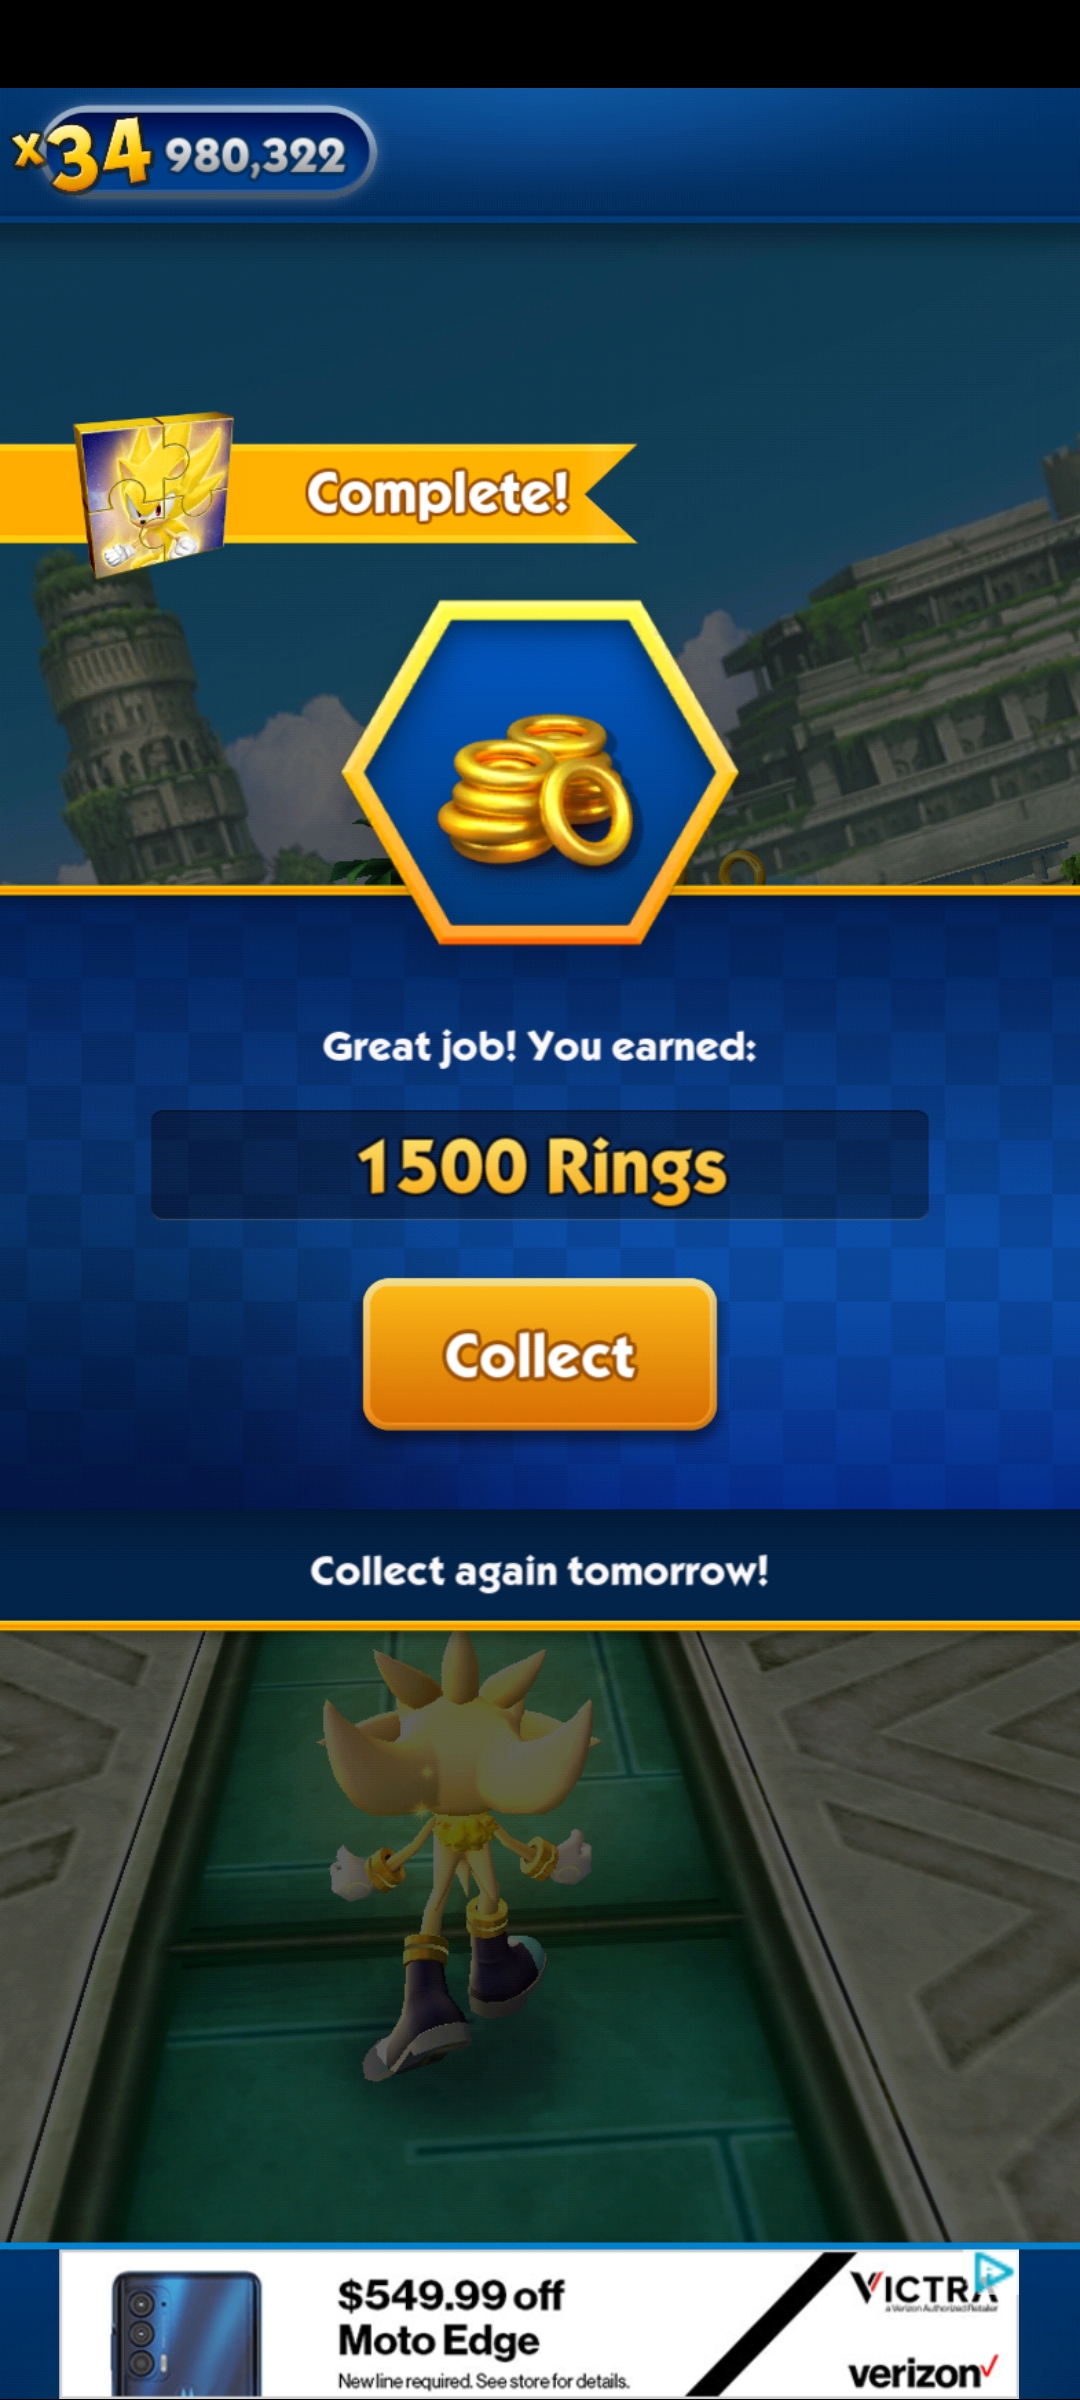 x34 980,322
Complete!
Great job! You earned:
1500 Rings
Collect
Collect again tomorrow!
$549.99 off
Moto Edge
New line required. See store for details.
VICTRA
a Verizon Authorized Retailer
verizon✓